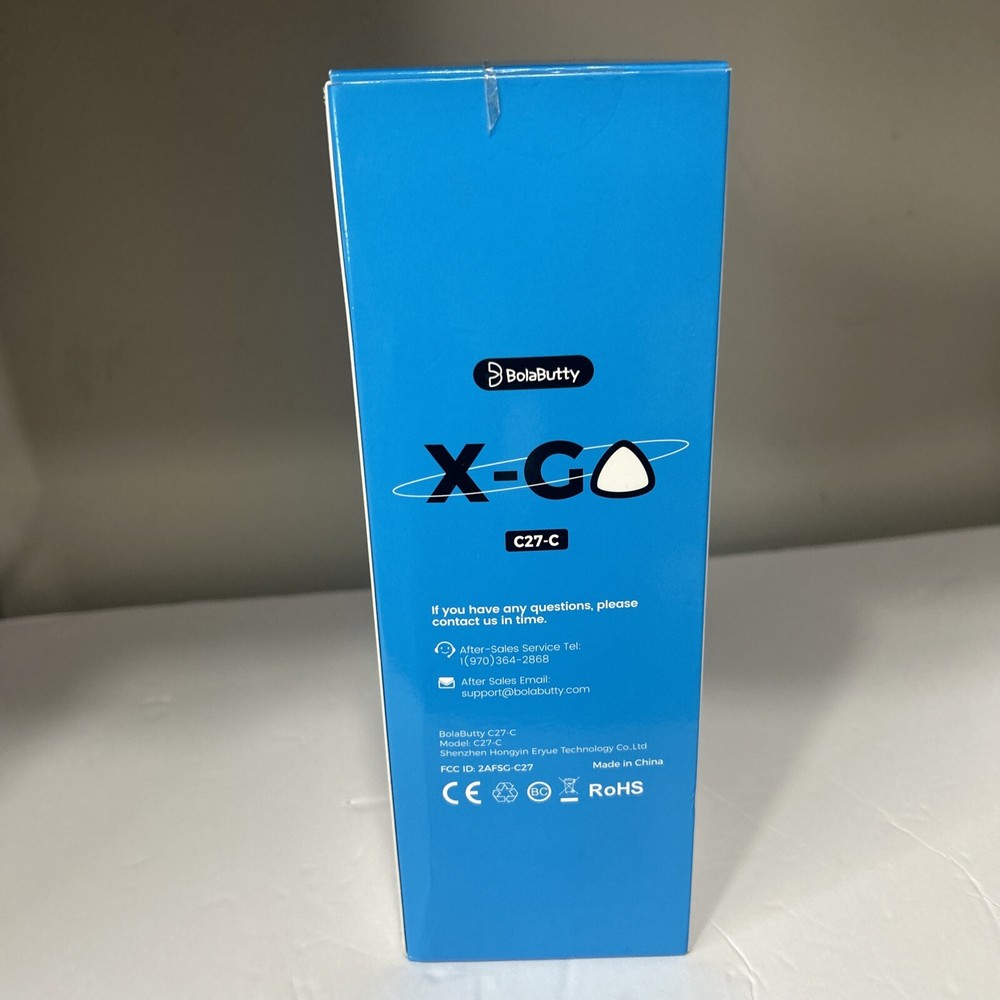 BolaButty
X-GO
C27-C
If you have any questions, please
contact us in time.
After-Sales Service Tel:
1(970)364-2868
After Sales Email:
support@bolabutty.com
BolaButty C27-C
Model: C27-C
Shenzhen Hongyin Eryue Technology Co.,Ltd
FCC ID: 2AFSG-C27
Made in China
CE BC RoHS